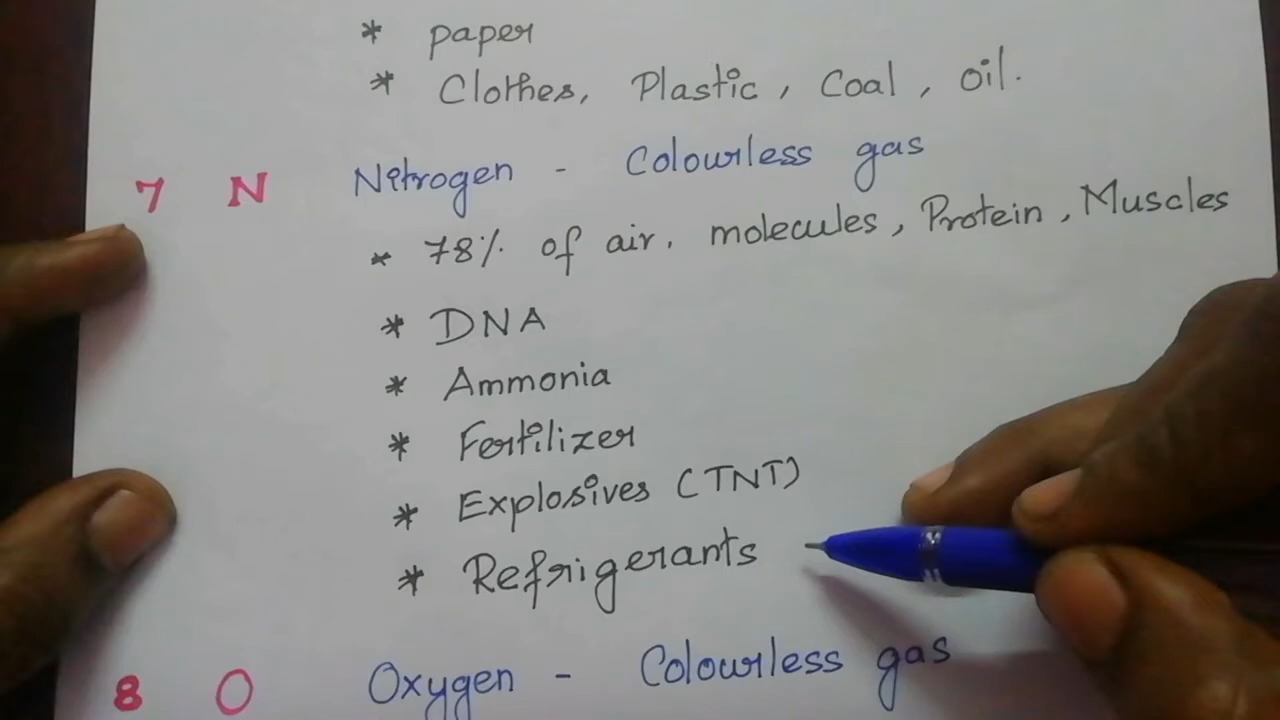 * paper
* Clothes, Plastic, Coal, oil.
7 N Nitrogen - Colourless gas
* 78% of air. molecules, Protein, Muscles
* DNA
* Ammonia
* Fertilizer
* Explosives (TNT)
* Refrigerants
8 O Oxygen - Colourless gas